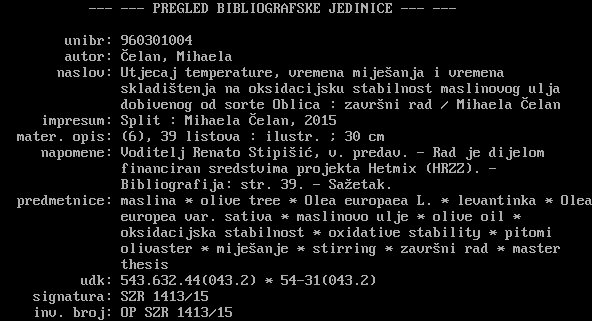 --- --- PREGLED BIBLIOGRAFSKE JEDINICE --- ---
unibr: 960301004
autor: Čelan, Mihaela
naslov: Utjecaj temperature, vremena miješanja i vremena
skladištenja na oksidacijsku stabilnost maslinovog ulja
dobivenog od sorte Oblica : završni rad / Mihaela Čelan
impresum: Split : Mihaela Čelan, 2015
mater. opis: (6), 39 listova : ilustr. ; 30 cm
napomene: Voditelj Renato Stipišić, v. predav. - Rad je dijelom
financiran sredstvima projekta Hetmix (HRZZ). -
Bibliografija: str. 39. - Sažetak.
predmetnice: maslina * olive tree * Olea europaea L. * levantinka * Olea
europea var. sativa * maslinovo ulje * olive oil *
oksidacijska stabilnost * oxidative stability * pitomi
olivaster * miješanje * stirring * završni rad * master
thesis
udk: 543.632.44(043.2) * 54-31(043.2)
signatura: SZR 1413/15
inv. broj: OP SZR 1413/15